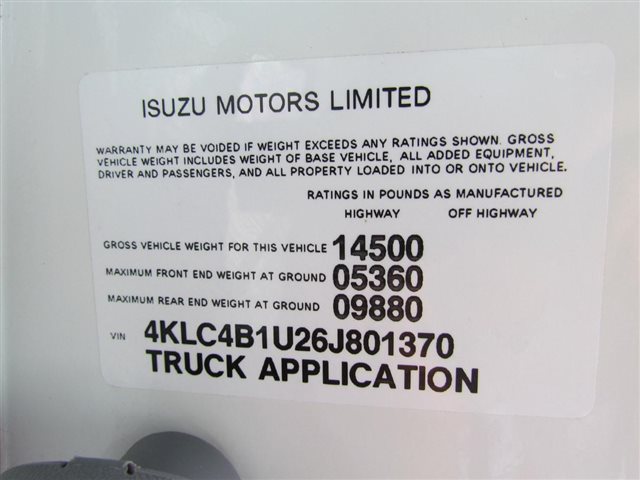 ISUZU MOTORS LIMITED
WARRANTY MAY BE VOIDED IF WEIGHT EXCEEDS ANY RATINGS SHOWN. GROSS
VEHICLE WEIGHT INCLUDES WEIGHT OF BASE VEHICLE, ALL ADDED EQUIPMENT,
DRIVER AND PASSENGERS, AND ALL PROPERTY LOADED INTO OR ONTO VEHICLE.
RATINGS IN POUNDS AS MANUFACTURED
HIGHWAY OFF HIGHWAY
GROSS VEHICLE WEIGHT FOR THIS VEHICLE 14500
MAXIMUM FRONT END WEIGHT AT GROUND 05360
MAXIMUM REAR END WEIGHT AT GROUND 09880
VIN 4KLC4B1U26J801370
TRUCK APPLICATION